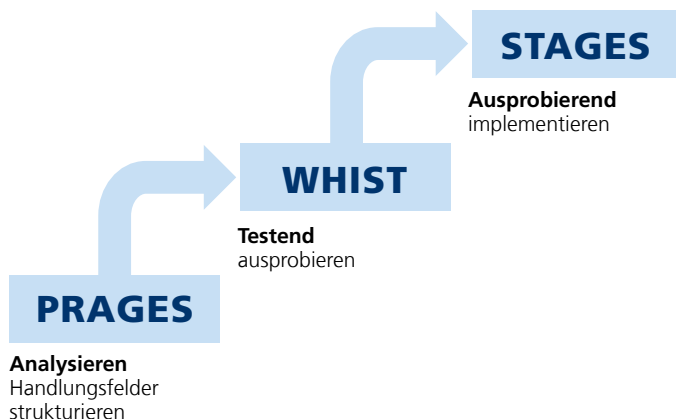 STAGES
Ausprobierend
implementieren
WHIST
Testend
ausprobieren
PRAGES
Analysieren
Handlungsfelder
strukturieren